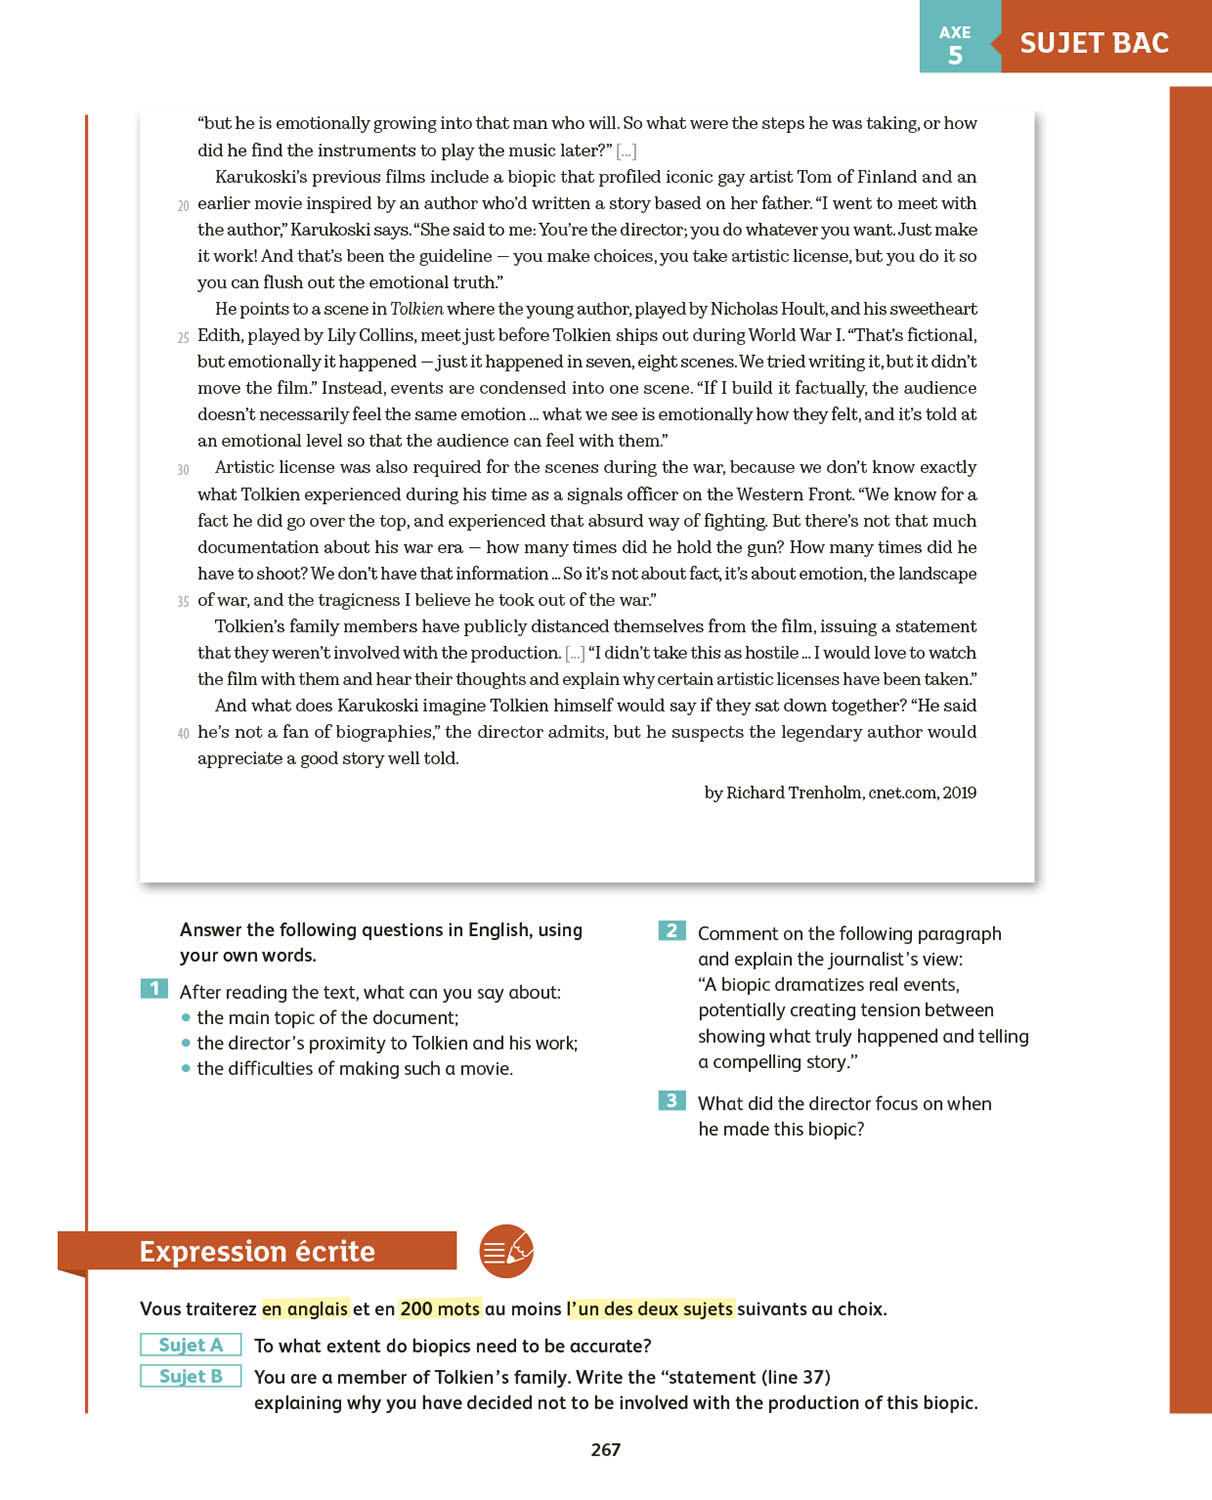 AXE
5
SUJET BAC
“but he is emotionally growing into that man who will. So what were the steps he was taking, or how
did he find the instruments to play the music later?” [...]
Karukoski’s previous films include a biopic that profiled iconic gay artist Tom of Finland and an
20 earlier movie inspired by an author who’d written a story based on her father. “I went to meet with
the author,” Karukoski says. “She said to me: You’re the director; you do whatever you want. Just make
it work! And that’s been the guideline – you make choices, you take artistic license, but you do it so
you can flush out the emotional truth.”
He points to a scene in Tolkien where the young author, played by Nicholas Hoult, and his sweetheart
25 Edith, played by Lily Collins, meet just before Tolkien ships out during World War I. “That’s fictional,
but emotionally it happened – just it happened in seven, eight scenes. We tried writing it, but it didn’t
move the film.” Instead, events are condensed into one scene. “If I build it factually, the audience
doesn’t necessarily feel the same emotion ... what we see is emotionally how they felt, and it’s told at
an emotional level so that the audience can feel with them.”
30 Artistic license was also required for the scenes during the war, because we don’t know exactly
what Tolkien experienced during his time as a signals officer on the Western Front. “We know for a
fact he did go over the top, and experienced that absurd way of fighting. But there’s not that much
documentation about his war era – how many times did he hold the gun? How many times did he
have to shoot? We don’t have that information ... So it’s not about fact, it’s about emotion, the landscape
35 of war, and the tragicness I believe he took out of the war.”
Tolkien’s family members have publicly distanced themselves from the film, issuing a statement
that they weren’t involved with the production. [...] “I didn’t take this as hostile ... I would love to watch
the film with them and hear their thoughts and explain why certain artistic licenses have been taken.”
And what does Karukoski imagine Tolkien himself would say if they sat down together? “He said
40 he’s not a fan of biographies,” the director admits, but he suspects the legendary author would
appreciate a good story well told.
by Richard Trenholm, cnet.com, 2019
Answer the following questions in English, using
your own words.
1 After reading the text, what can you say about:
• the main topic of the document;
• the director’s proximity to Tolkien and his work;
• the difficulties of making such a movie.
2 Comment on the following paragraph
and explain the journalist’s view:
“A biopic dramatizes real events,
potentially creating tension between
showing what truly happened and telling
a compelling story.”
3 What did the director focus on when
he made this biopic?
Expression écrite
Vous traiterez en anglais et en 200 mots au moins l’un des deux sujets suivants au choix.
Sujet A To what extent do biopics need to be accurate?
Sujet B You are a member of Tolkien’s family. Write the “statement (line 37)
explaining why you have decided not to be involved with the production of this biopic.
267